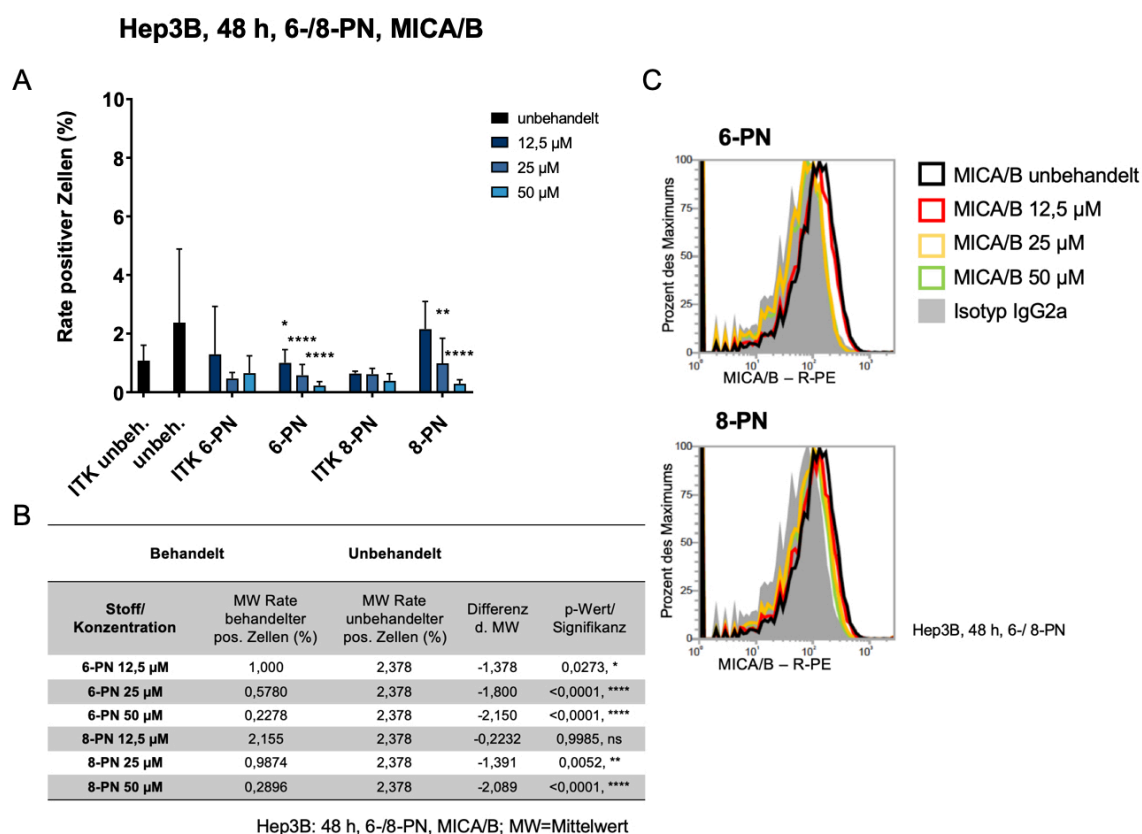 Hep3B, 48 h, 6-/8-PN, MICA/B
A
Rate positiver Zellen (%)
10
8
6
4
2
0
unbehandelt
12,5 µM
25 µM
50 µM
*
****
****
**
****
ITK unbeh.
unbeh.
ITK 6-PN
6-PN
ITK 8-PN
8-PN
B
Behandelt Unbehandelt
Stoff/ Konzentration
MW Rate behandelter pos. Zellen (%)
MW Rate unbehandelter pos. Zellen (%)
Differenz d. MW
p-Wert/ Signifikanz
6-PN 12,5 µM 1,000 2,378 -1,378 0,0273, *
6-PN 25 µM 0,5780 2,378 -1,800 <0,0001, ****
6-PN 50 µM 0,2278 2,378 -2,150 <0,0001, ****
8-PN 12,5 µM 2,155 2,378 -0,2232 0,9985, ns
8-PN 25 µM 0,9874 2,378 -1,391 0,0052, **
8-PN 50 µM 0,2896 2,378 -2,089 <0,0001, ****
Hep3B: 48 h, 6-/8-PN, MICA/B; MW=Mittelwert
C
6-PN
Prozent des Maximums
100
75
50
25
0
10⁰ 10¹ 10² 10³
MICA/B – R-PE
MICA/B unbehandelt
MICA/B 12,5 µM
MICA/B 25 µM
MICA/B 50 µM
Isotyp IgG2a
8-PN
Prozent des Maximums
100
75
50
25
0
10⁰ 10¹ 10² 10³
MICA/B – R-PE
Hep3B, 48 h, 6-/ 8-PN